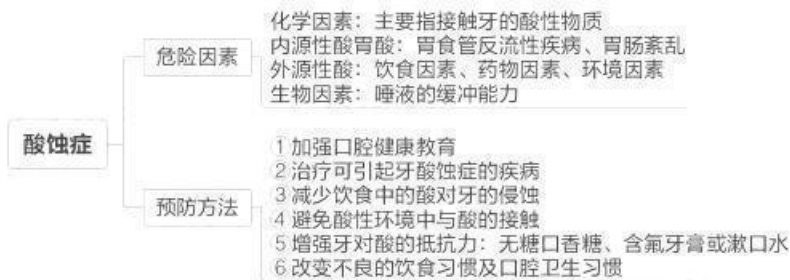 酸蚀症
危险因素
化学因素：主要指接触牙的酸性物质
内源性酸胃酸：胃食管反流性疾病、胃肠紊乱
外源性酸：饮食因素、药物因素、环境因素
生物因素：唾液的缓冲能力
预防方法
1 加强口腔健康教育
2 治疗可引起牙酸蚀症的疾病
3 减少饮食中的酸对牙的侵蚀
4 避免酸性环境中与酸的接触
5 增强牙对酸的抵抗力：无糖口香糖、含氟牙膏或漱口水
6 改变不良的饮食习惯及口腔卫生习惯